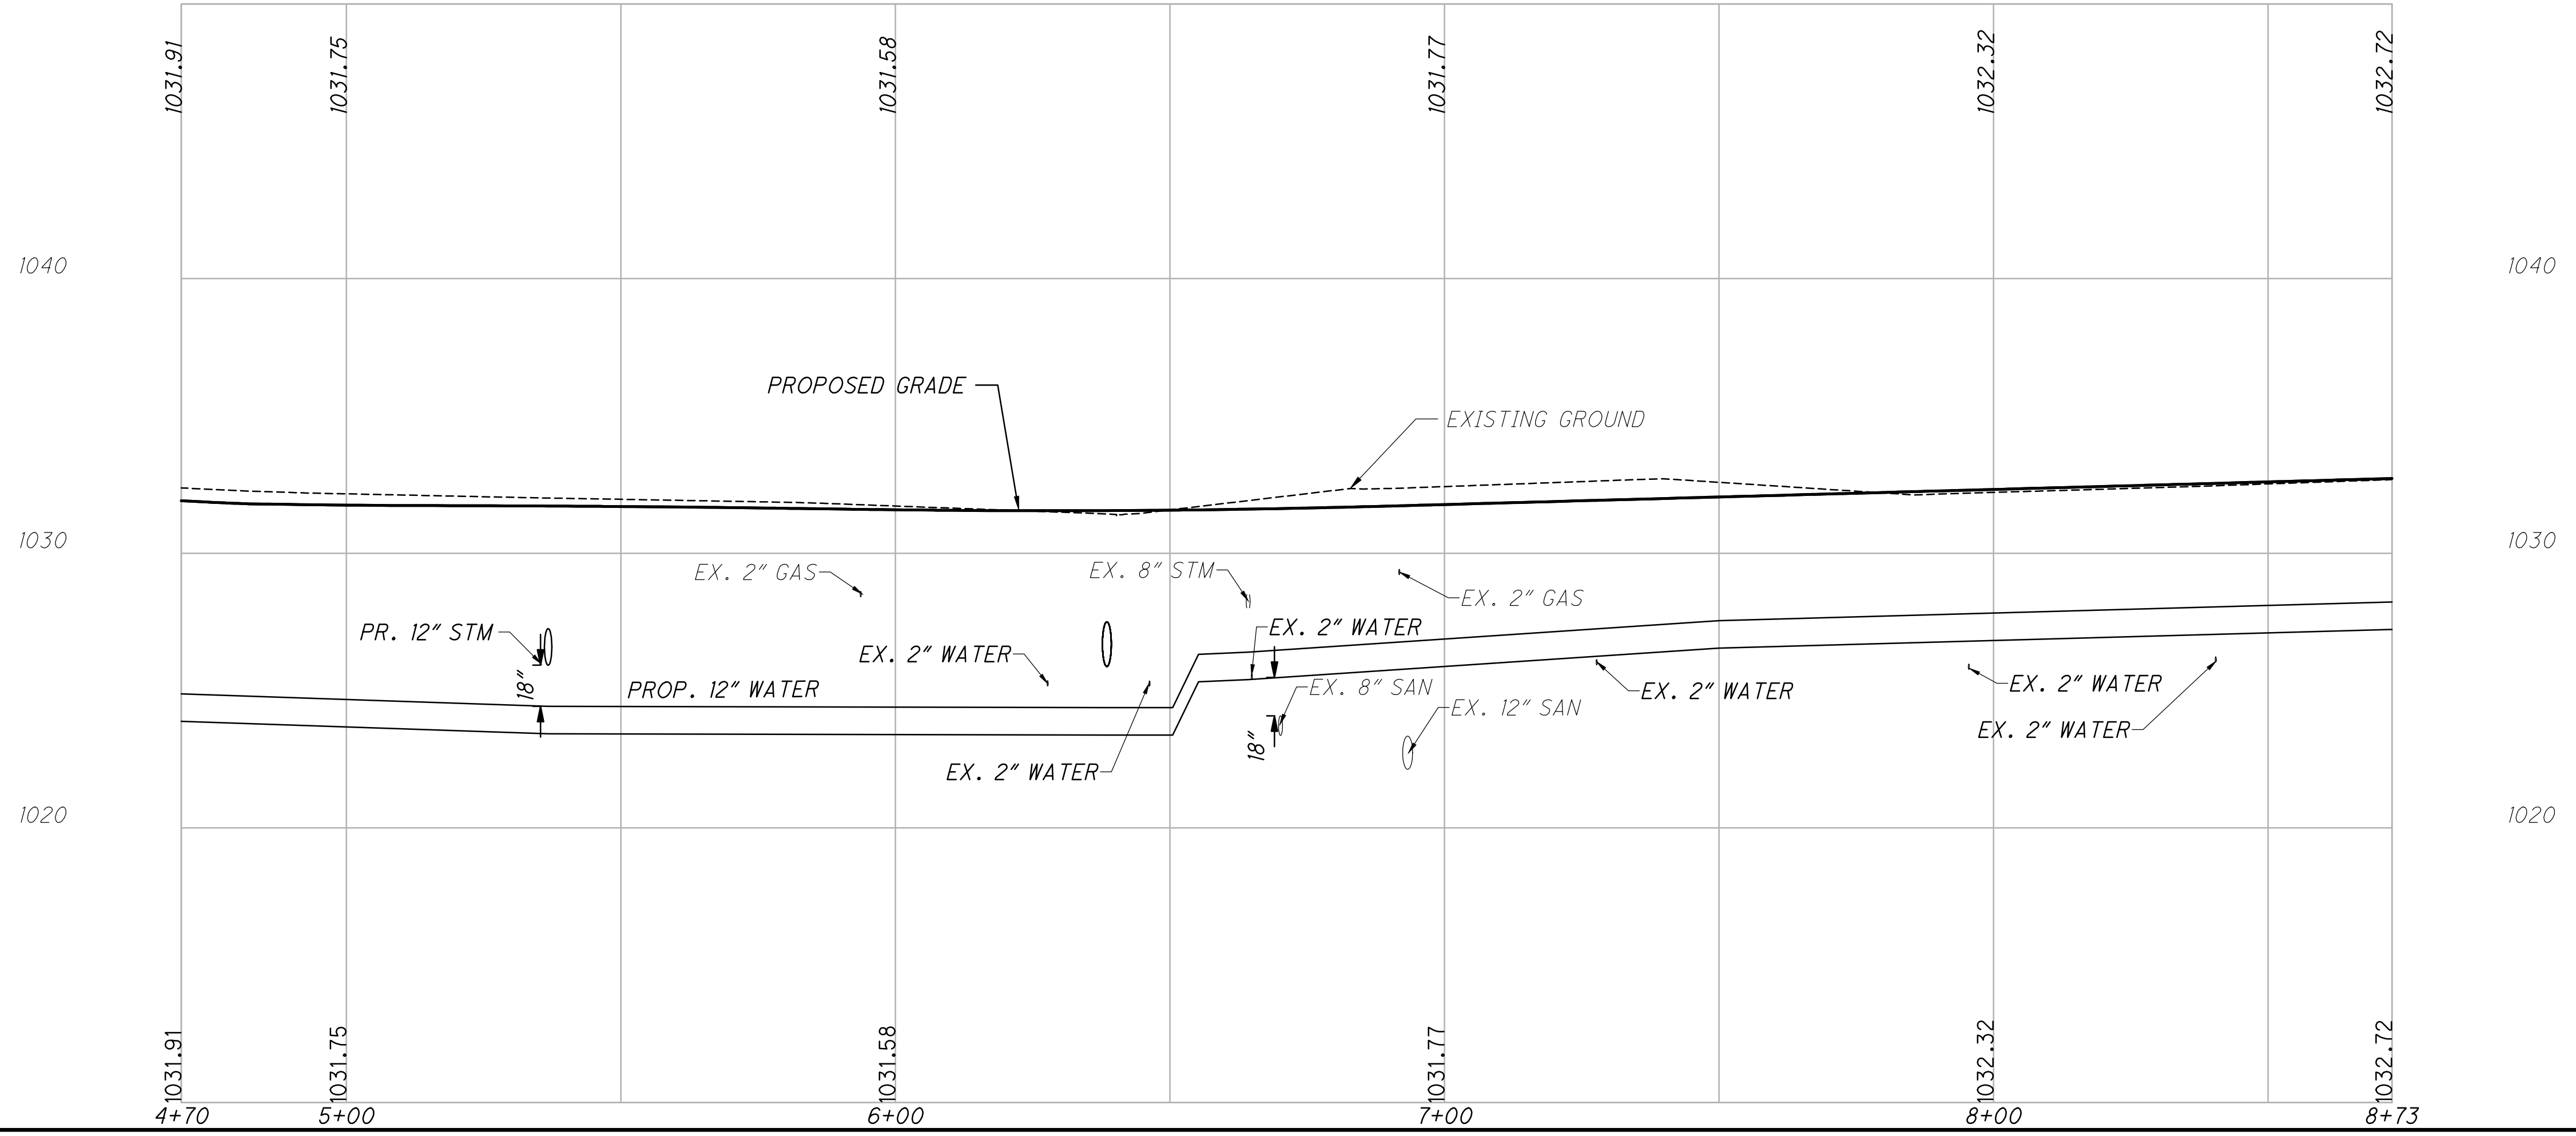 1031.91
1031.75
1031.58
1031.77
1032.32
1032.72
1040
1040
PROPOSED GRADE
EXISTING GROUND
1030
1030
EX. 2" GAS
EX. 8" STM
EX. 2" GAS
PR. 12" STM
EX. 2" WATER
EX. 2" WATER
18"
PROP. 12" WATER
EX. 8" SAN
EX. 2" WATER
EX. 2" WATER
EX. 12" SAN
EX. 2" WATER
18"
EX. 2" WATER
1020
1020
1031.91
1031.75
1031.58
1031.77
1032.32
1032.72
4+70
5+00
6+00
7+00
8+00
8+73